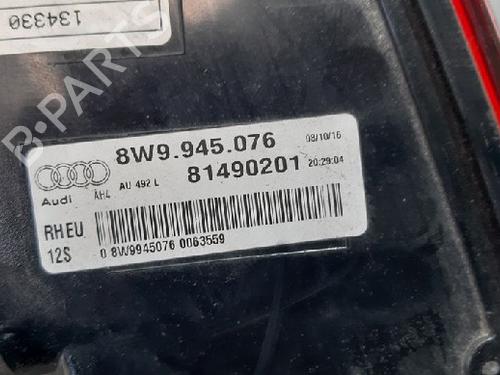 134330
B-PARTS
8W9.945.076 08/10/16
Audi AH4 AU 492 L 81490201 20:29:04
RH EU
12S 0 8W9945076 0063559